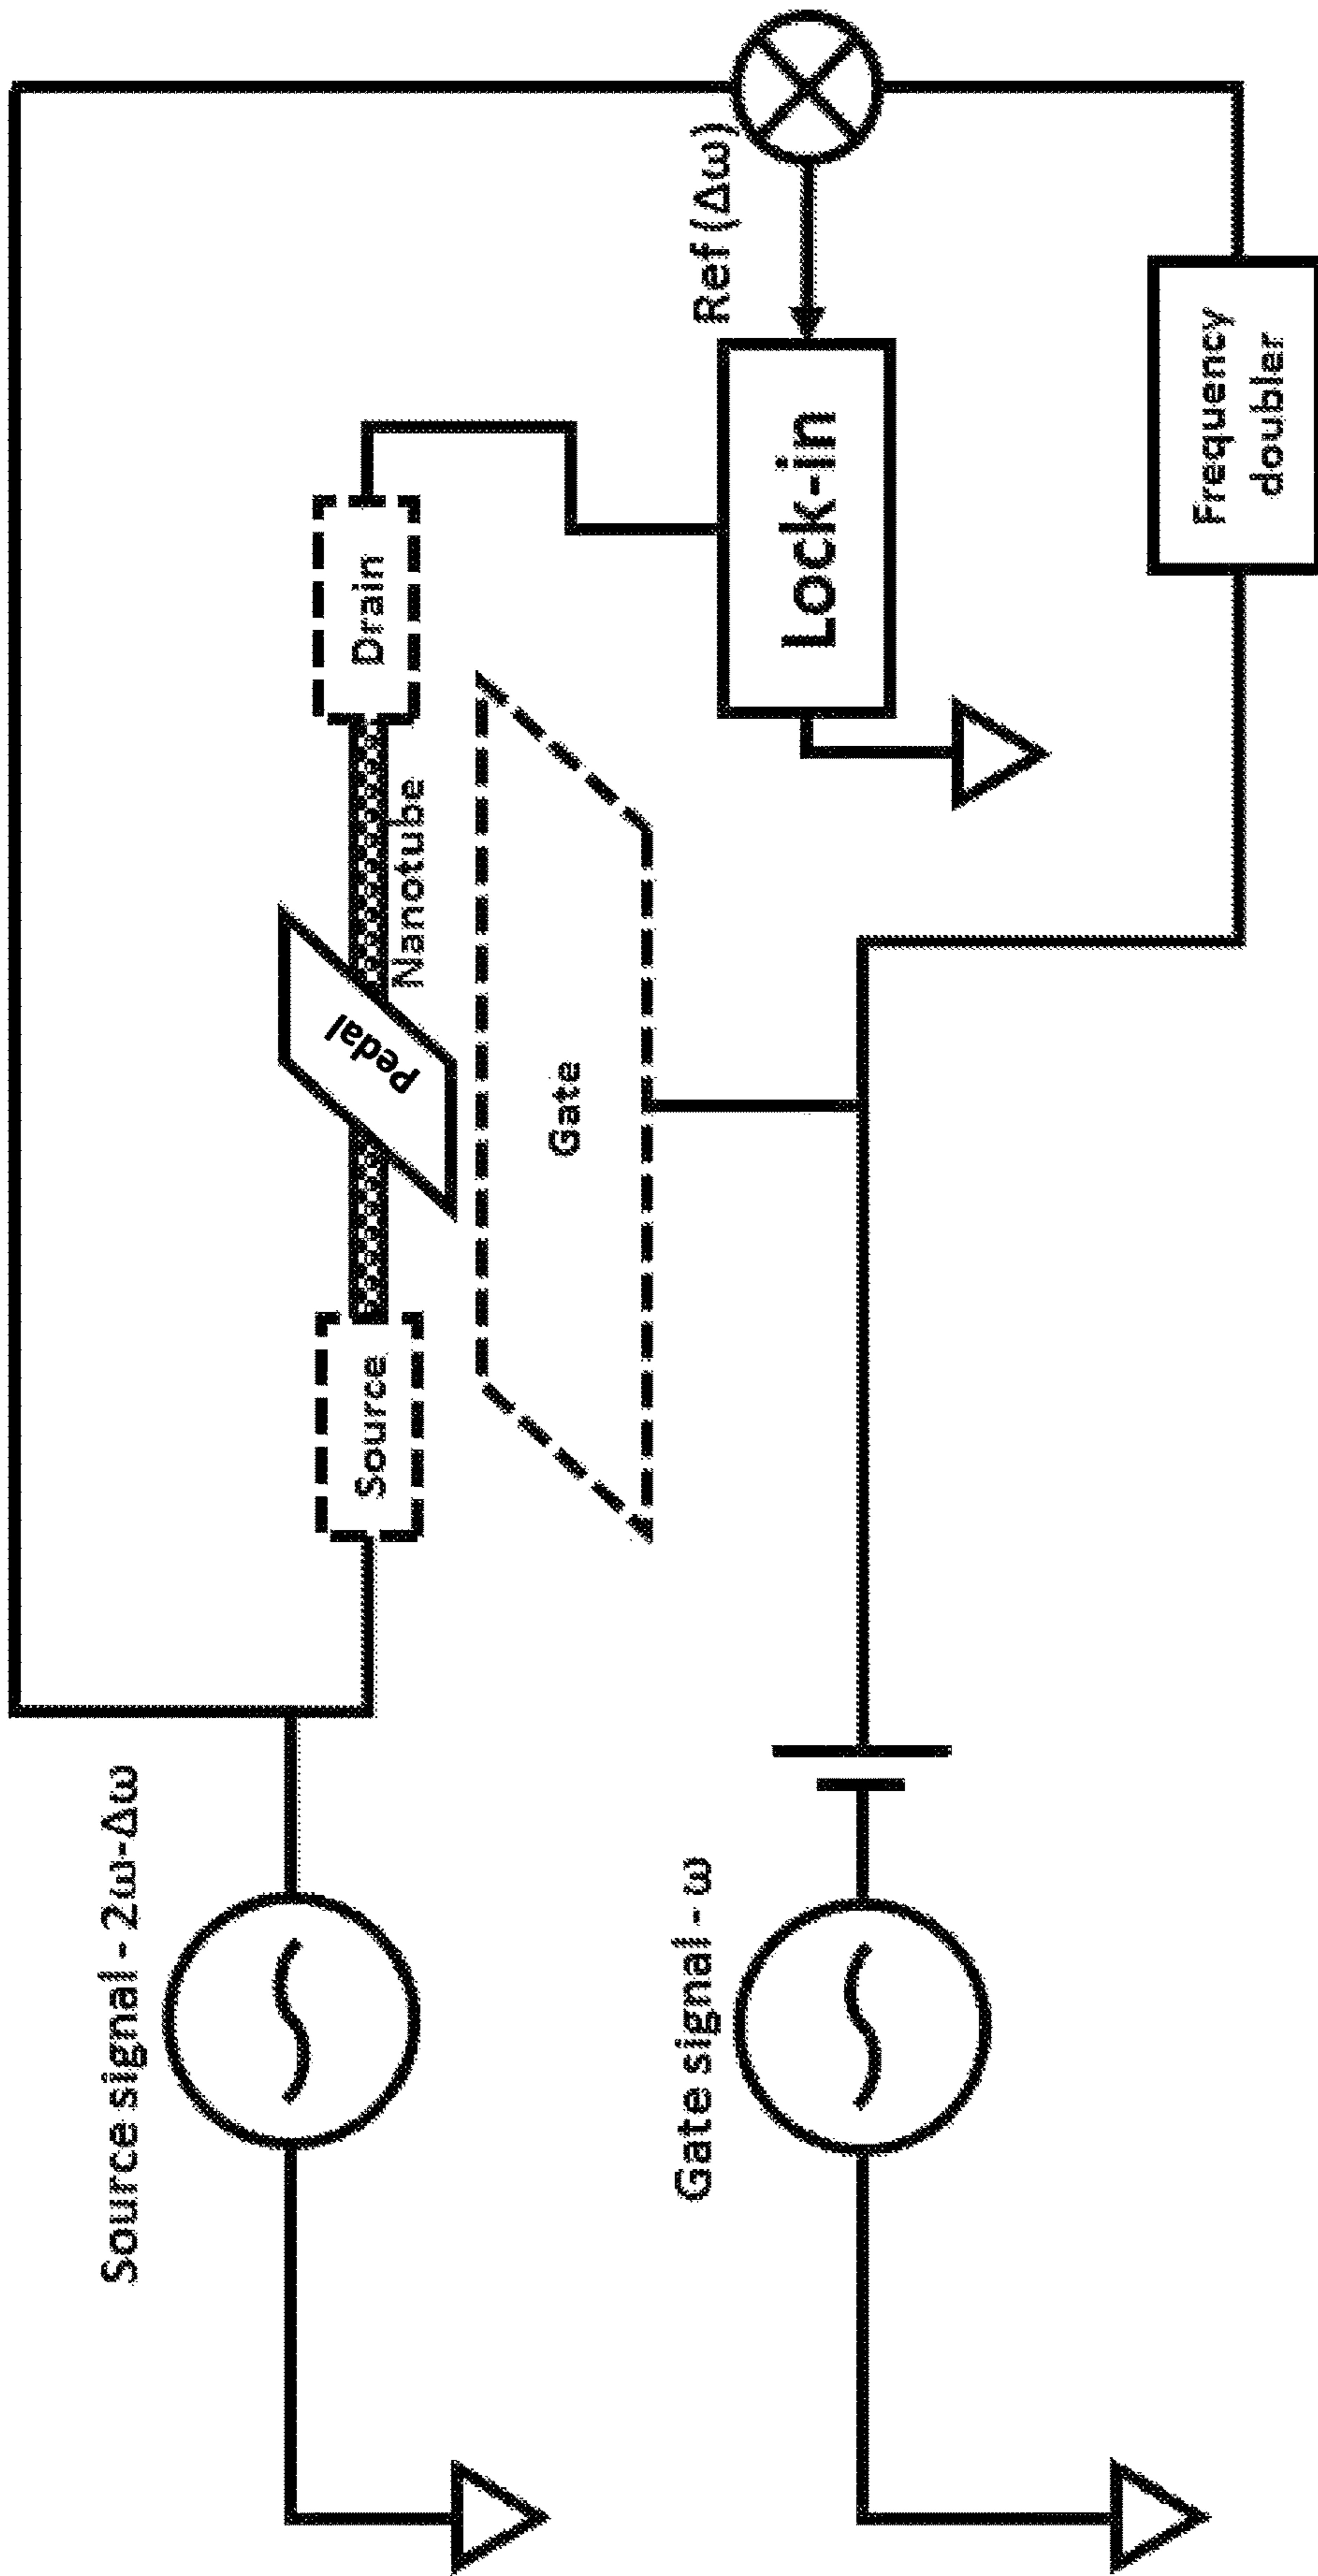 Source signal - 2ω-Δω
Source
Pedal
Nanotube
Drain
Gate
Gate signal - ω
Lock-in
Ref (Δω)
Frequency
doubler